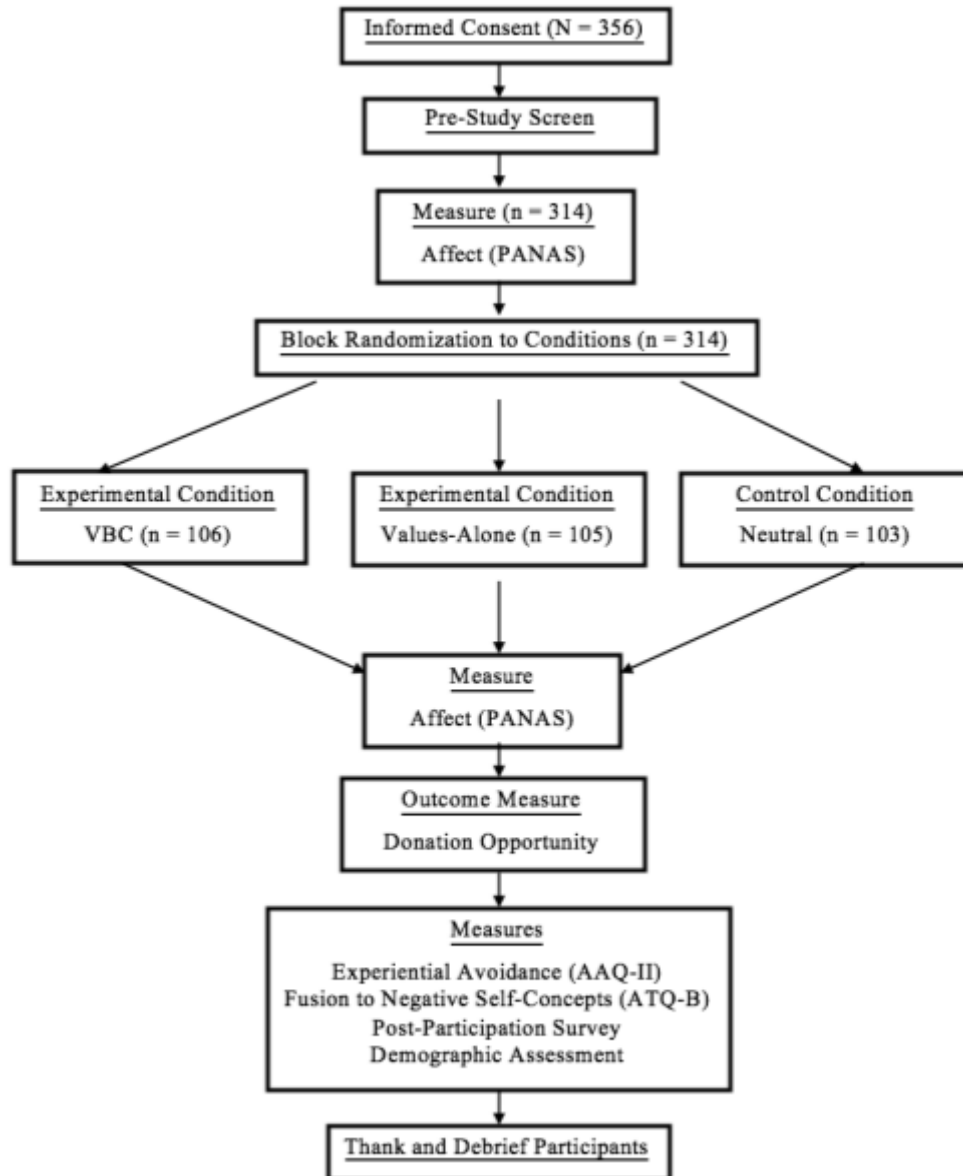 Informed Consent (N = 356)
Pre-Study Screen
Measure (n = 314)
Affect (PANAS)
Block Randomization to Conditions (n = 314)
Experimental Condition
VBC (n = 106)
Experimental Condition
Values-Alone (n = 105)
Control Condition
Neutral (n = 103)
Measure
Affect (PANAS)
Outcome Measure
Donation Opportunity
Measures
Experiential Avoidance (AAQ-II)
Fusion to Negative Self-Concepts (ATQ-B)
Post-Participation Survey
Demographic Assessment
Thank and Debrief Participants